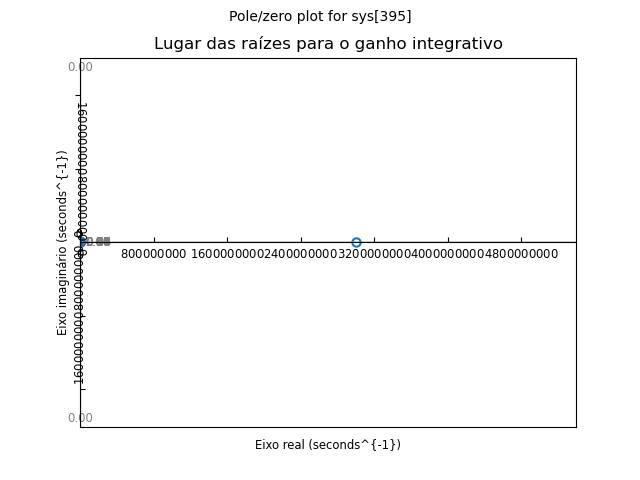 Pole/zero plot for sys[395]
Lugar das raízes para o ganho integrativo
0.00
Eixo imaginário (seconds^{-1})
800000000 1600000000 2400000000 3200000000 4000000000 4800000000
0.00
Eixo real (seconds^{-1})